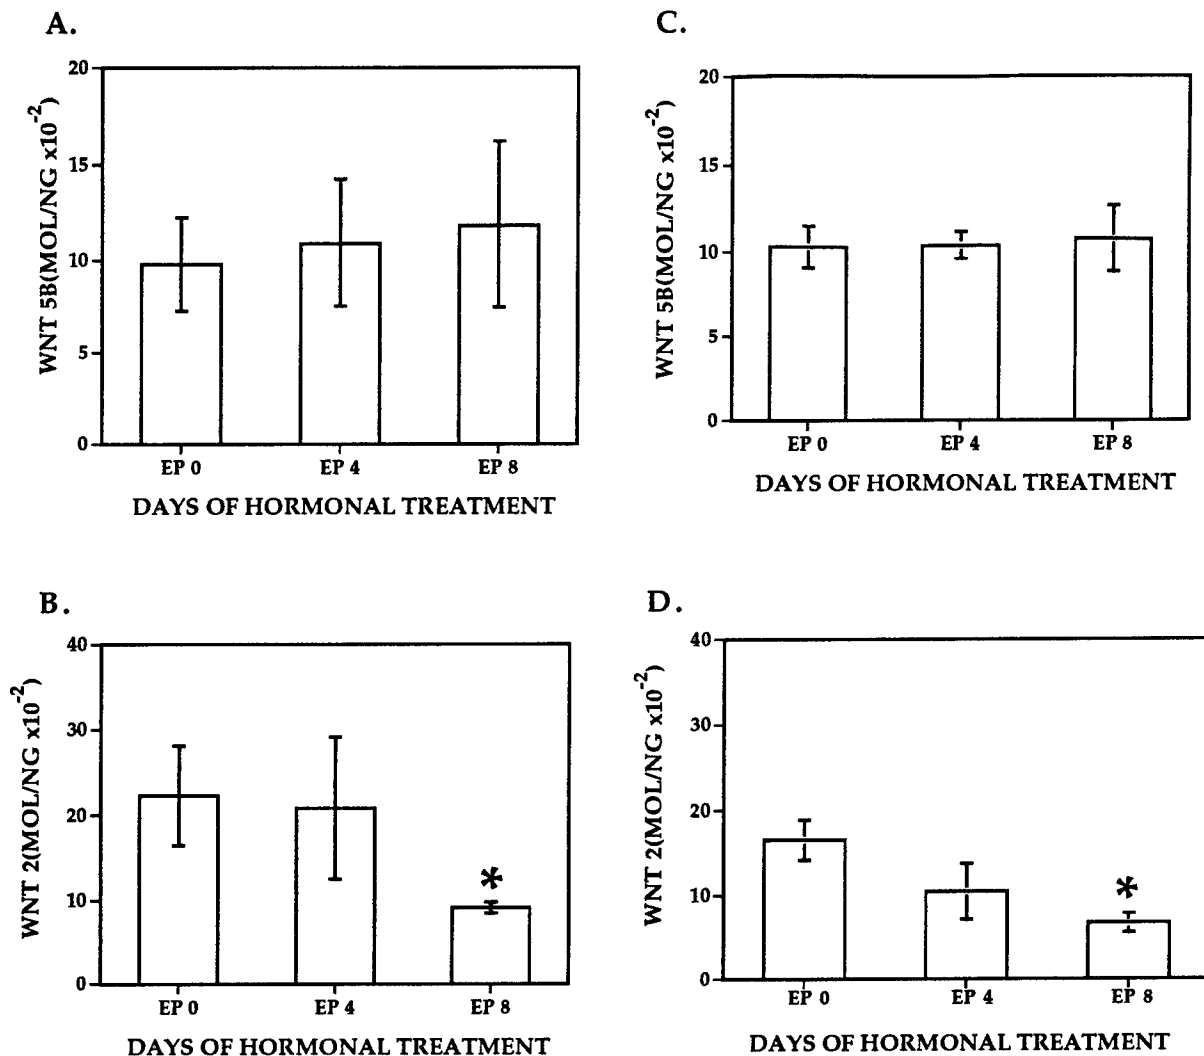 A.
WNT 5B(MOL/NG x10-2)
20
15
10
5
0
EP 0 EP 4 EP 8
DAYS OF HORMONAL TREATMENT
C.
WNT 5B(MOL/NG x10-2)
20
15
10
5
0
EP 0 EP 4 EP 8
DAYS OF HORMONAL TREATMENT
B.
WNT 2(MOL/NG x10-2)
40
30
20
10
0
*
EP 0 EP 4 EP 8
DAYS OF HORMONAL TREATMENT
D.
WNT 2(MOL/NG x10-2)
40
30
20
10
0
*
EP 0 EP 4 EP 8
DAYS OF HORMONAL TREATMENT